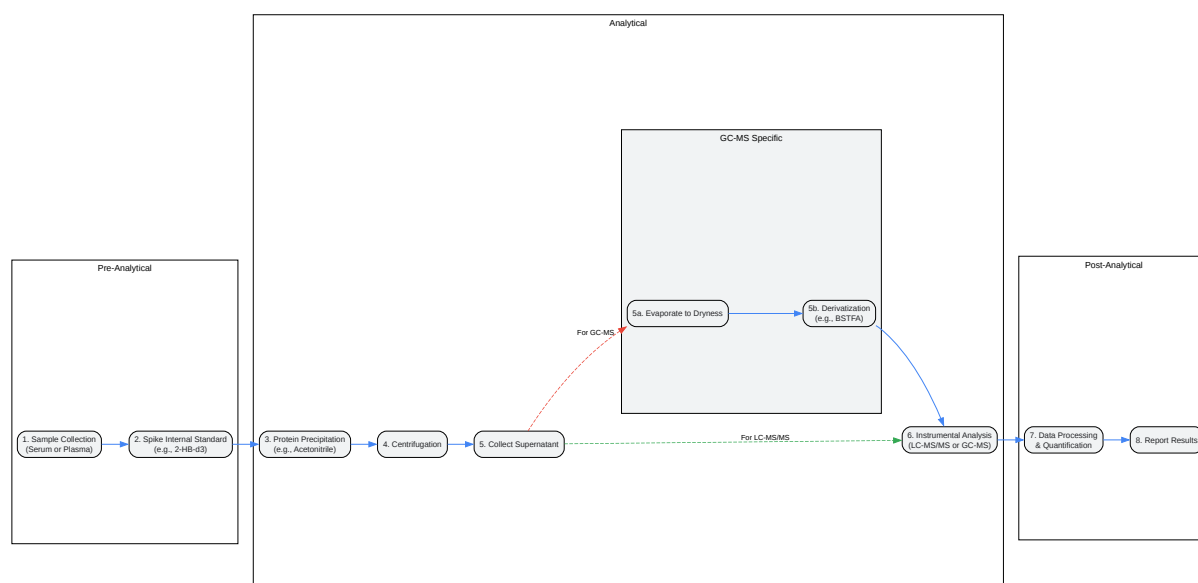 Analytical
GC-MS Specific
Pre-Analytical
Post-Analytical
5a. Evaporate to Dryness
5b. Derivatization
(e.g., BSTFA)
For GC-MS
1. Sample Collection
(Serum or Plasma)
2. Spike Internal Standard
(e.g., 2-HB-d3)
3. Protein Precipitation
(e.g., Acetonitrile)
4. Centrifugation
5. Collect Supernatant
For LC-MS/MS
6. Instrumental Analysis
(LC-MS/MS or GC-MS)
7. Data Processing
& Quantification
8. Report Results